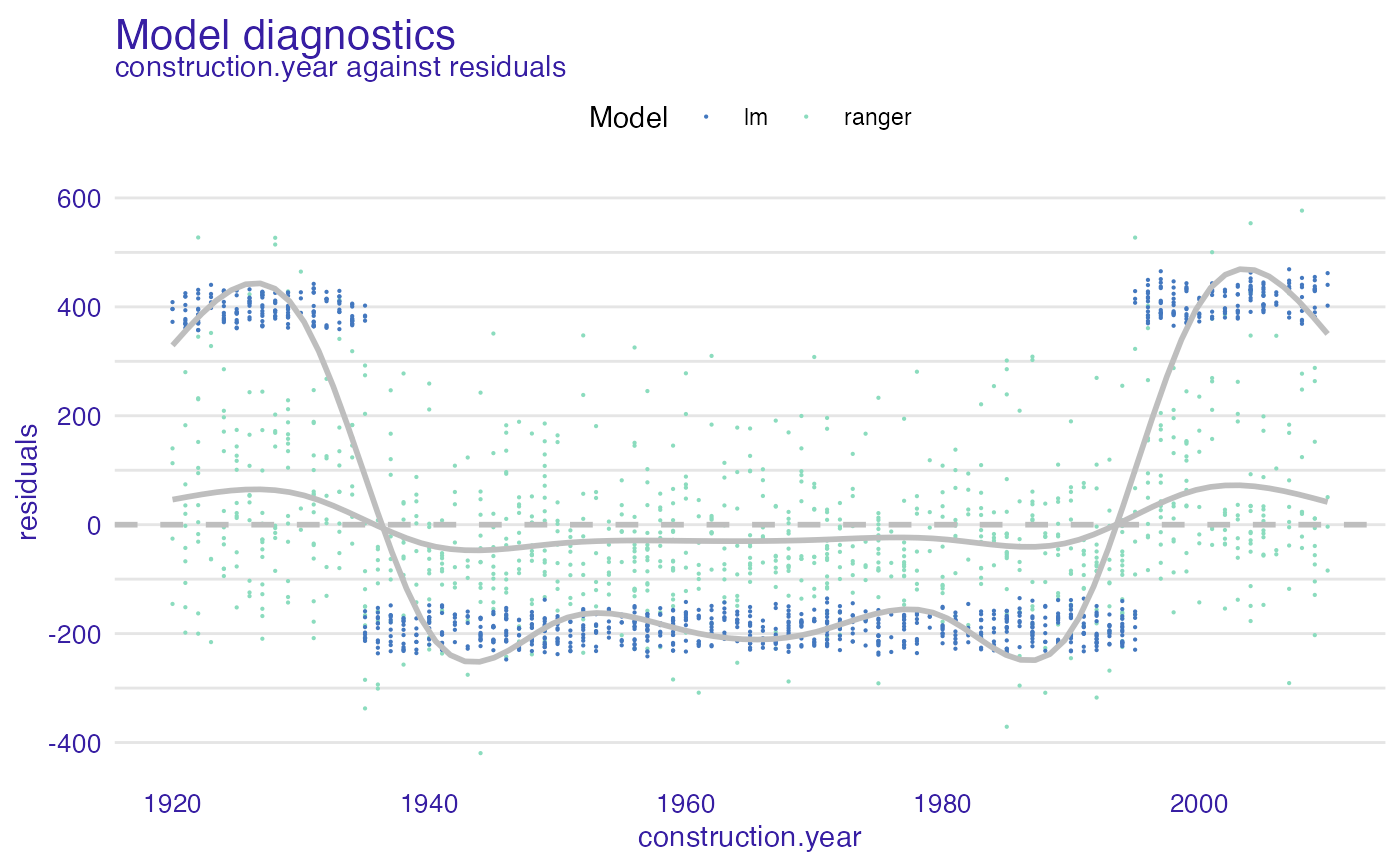 Model diagnostics
construction.year against residuals
Model lm ranger
600
400
200
0
-200
-400
residuals
1920 1940 1960 1980 2000
construction.year